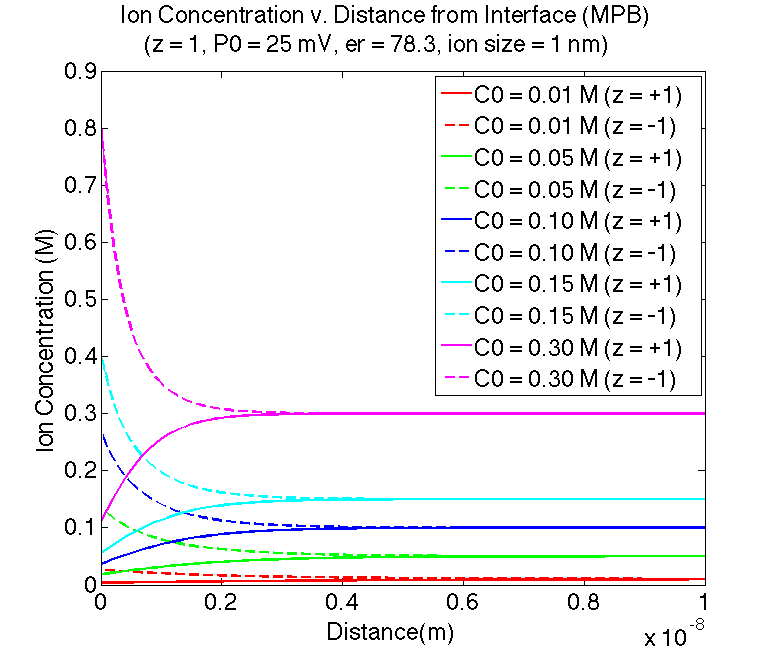 Ion Concentration v. Distance from Interface (MPB)
(z = 1, P0 = 25 mV, er = 78.3, ion size = 1 nm)
0.9
0.8
0.7
0.6
0.5
0.4
0.3
0.2
0.1
0
Ion Concentration (M)
C0 = 0.01 M (z = +1)
C0 = 0.01 M (z = -1)
C0 = 0.05 M (z = +1)
C0 = 0.05 M (z = -1)
C0 = 0.10 M (z = +1)
C0 = 0.10 M (z = -1)
C0 = 0.15 M (z = +1)
C0 = 0.15 M (z = -1)
C0 = 0.30 M (z = +1)
C0 = 0.30 M (z = -1)
0 0.2 0.4 0.6 0.8 1
Distance(m)
x 10^-8